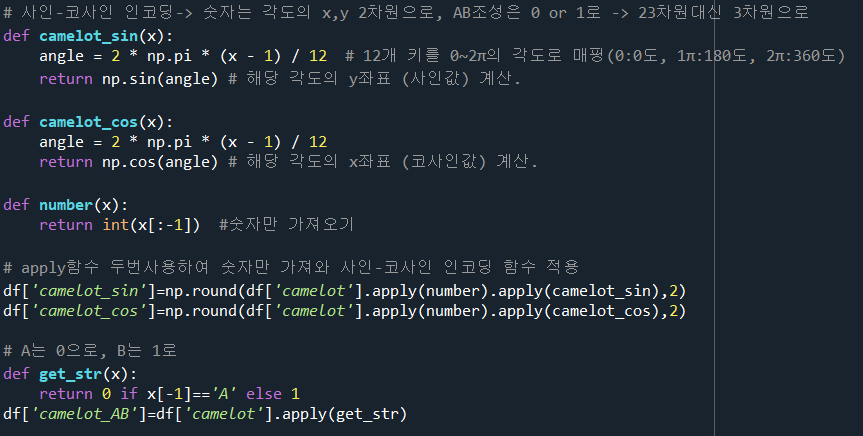 # 사인-코사인 인코딩-> 숫자는 각도의 x,y 2차원으로, AB조성은 0 or 1로 -> 23차원대신 3차원으로
def camelot_sin(x):
    angle = 2 * np.pi * (x - 1) / 12  # 12개 키를 0~2π의 각도로 매핑(0:0도, 1π:180도, 2π:360도)
    return np.sin(angle) # 해당 각도의 y좌표 (사인값) 계산.
def camelot_cos(x):
    angle = 2 * np.pi * (x - 1) / 12
    return np.cos(angle) # 해당 각도의 x좌표 (코사인값) 계산.
def number(x):
    return int(x[:-1])  #숫자만 가져오기
# apply함수 두번사용하여 숫자만 가져와 사인-코사인 인코딩 함수 적용
df['camelot_sin']=np.round(df['camelot'].apply(number).apply(camelot_sin),2)
df['camelot_cos']=np.round(df['camelot'].apply(number).apply(camelot_cos),2)
# A는 0으로, B는 1로
def get_str(x):
    return 0 if x[-1]=='A' else 1
df['camelot_AB']=df['camelot'].apply(get_str)